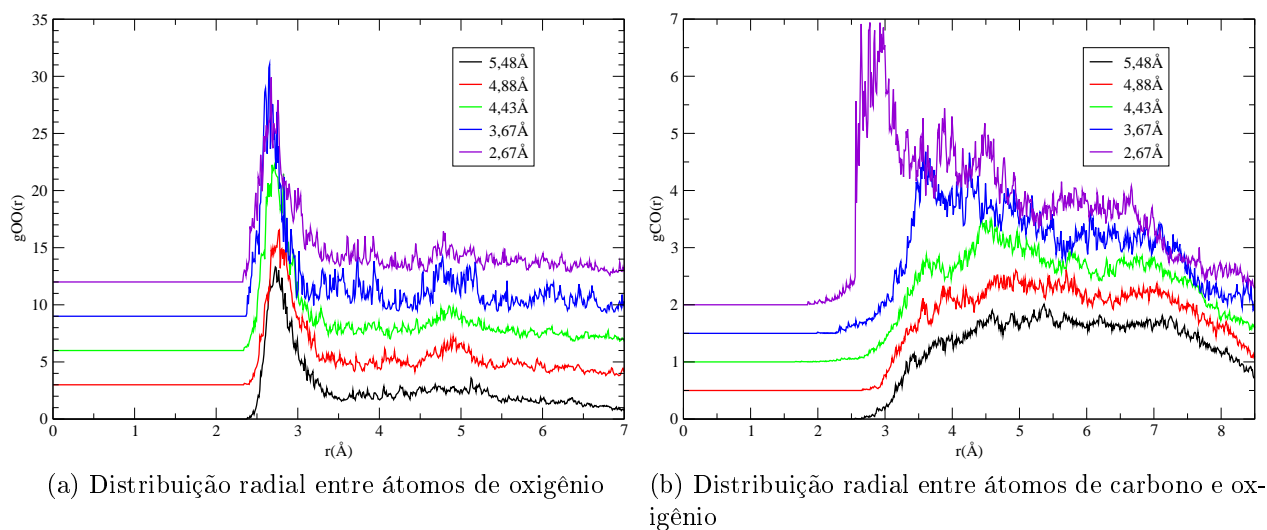 35
30
25
20
15
10
5
0
gOO(r)
0 1 2 3 4 5 6 7
r(Å)
5,48Å
4,88Å
4,43Å
3,67Å
2,67Å
(a) Distribuição radial entre átomos de oxigênio
7
6
5
4
3
2
1
0
gCO(r)
0 1 2 3 4 5 6 7 8
r(Å)
5,48Å
4,88Å
4,43Å
3,67Å
2,67Å
(b) Distribuição radial entre átomos de carbono e ox-
igênio